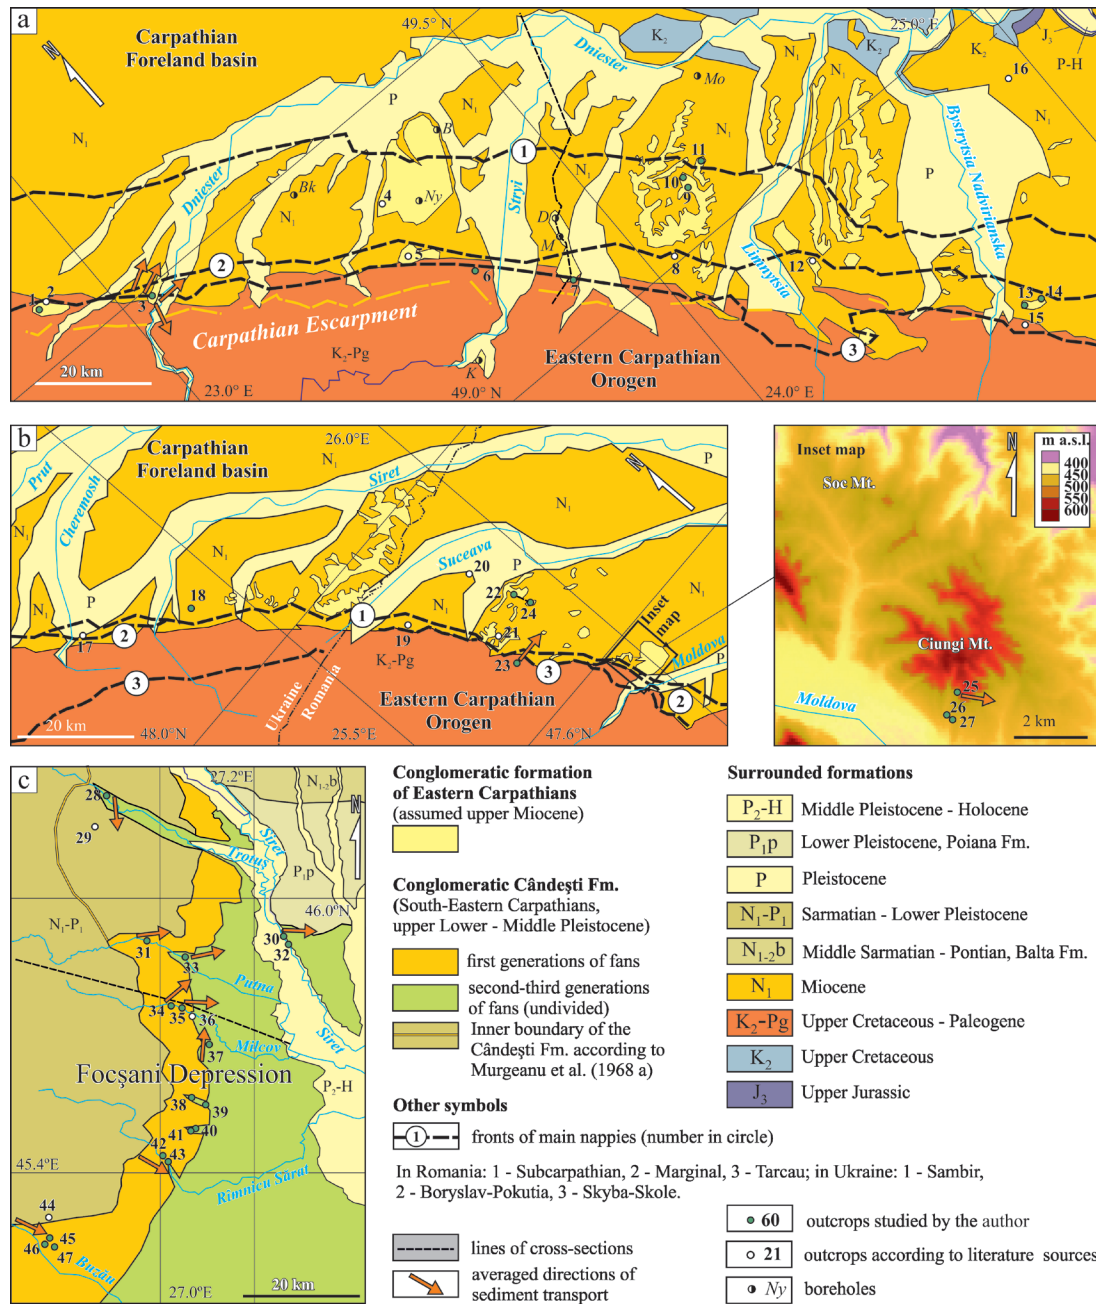 a
Carpathian
Foreland basin
49.5° N
25.0° E
Dniester
K₂
K₂
K₂
J₃
P-H
N₁
16
Mo
N₁
P
N₁
N₁
B
1
11
10
9
N₁
Bystrytsia Nadvirianska
Dniester
Bk
N₁
4
Ny
Stryi
D
M
P
Limnytsia
N₁
2
5
6
7
8
12
13
14
15
1
2
3
Carpathian Escarpment
K₂-Pg
K
Eastern Carpathian
Orogen
3
20 km
23.0° E
49.0° N
24.0° E
b
Carpathian
Foreland basin
26.0°E
Prut
Cheremosh
Siret
P
N₁
N₁
N₁
Suceava
20
18
22
24
P
N₁
N₁
1
N₁
Inset
map
17
2
19
21
K₂-Pg
23
3
Moldova
P
2
3
Ukraine
Romania
Eastern Carpathian
Orogen
20 km
48.0°N
25.5°E
47.6°N
Inset map
N
m a.s.l.
400
450
500
550
600
Soc Mt.
Ciungi Mt.
25
26
27
Moldova
2 km
c
27.2°E
N₁₋₂b
N
28
29
Siret
Trotuş
P₁p
46.0°N
N₁-P₁
30
32
31
33
Putna
34
35
36
Siret
Milcov
37
Focşani Depression
P₂-H
38
39
41
40
42
43
45.4°E
Rîmnicu Sărat
44
45
46
47
Buzău
27.0°E
20 km
Conglomeratic formation
of Eastern Carpathians
(assumed upper Miocene)
Conglomeratic Cândeşti Fm.
(South-Eastern Carpathians,
upper Lower - Middle Pleistocene)
first generations of fans
second-third generations
of fans (undivided)
Inner boundary of the
Cândeşti Fm. according to
Murgeanu et al. (1968 a)
Other symbols
1 fronts of main nappies (number in circle)
In Romania: 1 - Subcarpathian, 2 - Marginal, 3 - Tarcau; in Ukraine: 1 - Sambir,
2 - Boryslav-Pokutia, 3 - Skyba-Skole.
lines of cross-sections
averaged directions of
sediment transport
Surrounded formations
P₂-H Middle Pleistocene - Holocene
P₁p Lower Pleistocene, Poiana Fm.
P Pleistocene
N₁-P₁ Sarmatian - Lower Pleistocene
N₁₋₂b Middle Sarmatian - Pontian, Balta Fm.
N₁ Miocene
K₂-Pg Upper Cretaceous - Paleogene
K₂ Upper Cretaceous
J₃ Upper Jurassic
60 outcrops studied by the author
21 outcrops according to literature sources
Ny boreholes